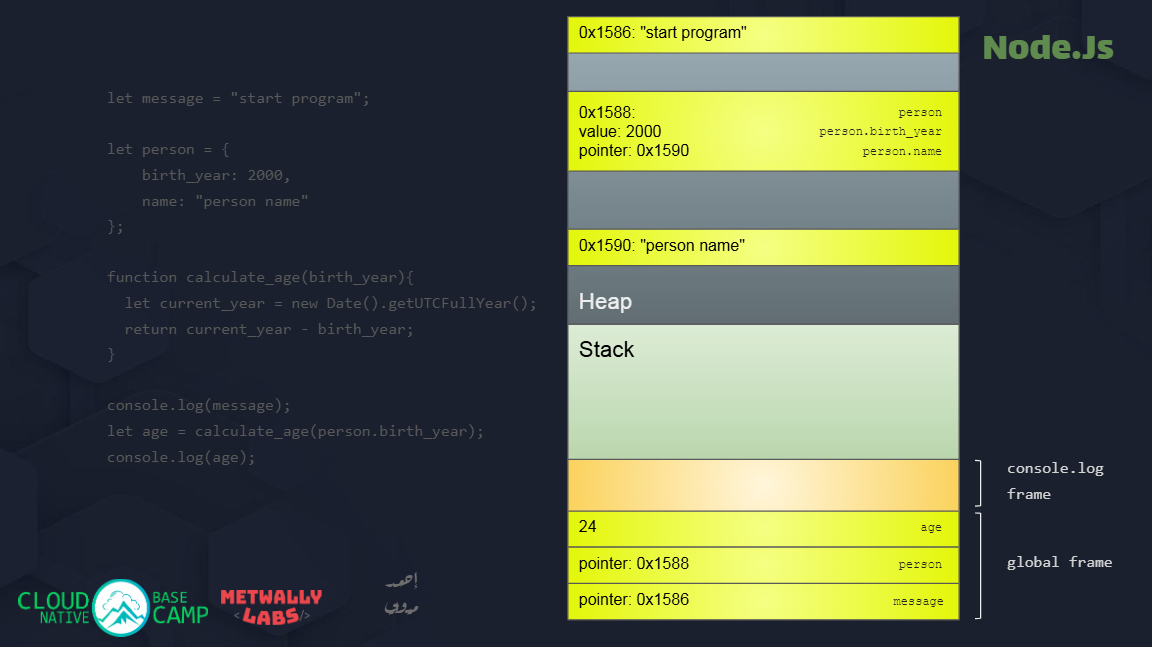 let message = "start program";
let person = {
birth_year: 2000,
name: "person name"
};
function calculate_age(birth_year){
let current_year = new Date().getUTCFullYear();
return current_year - birth_year;
}
console.log(message);
let age = calculate_age(person.birth_year);
console.log(age);
0x1586: "start program"
0x1588:
person
value: 2000
person.birth_year
pointer: 0x1590
person.name
0x1590: "person name"
Heap
Stack
24
age
pointer: 0x1588
person
pointer: 0x1586
message
Node.Js
console.log
frame
global frame
CLOUD
NATIVE
BASE
CAMP
METWALLY
<LABS/>